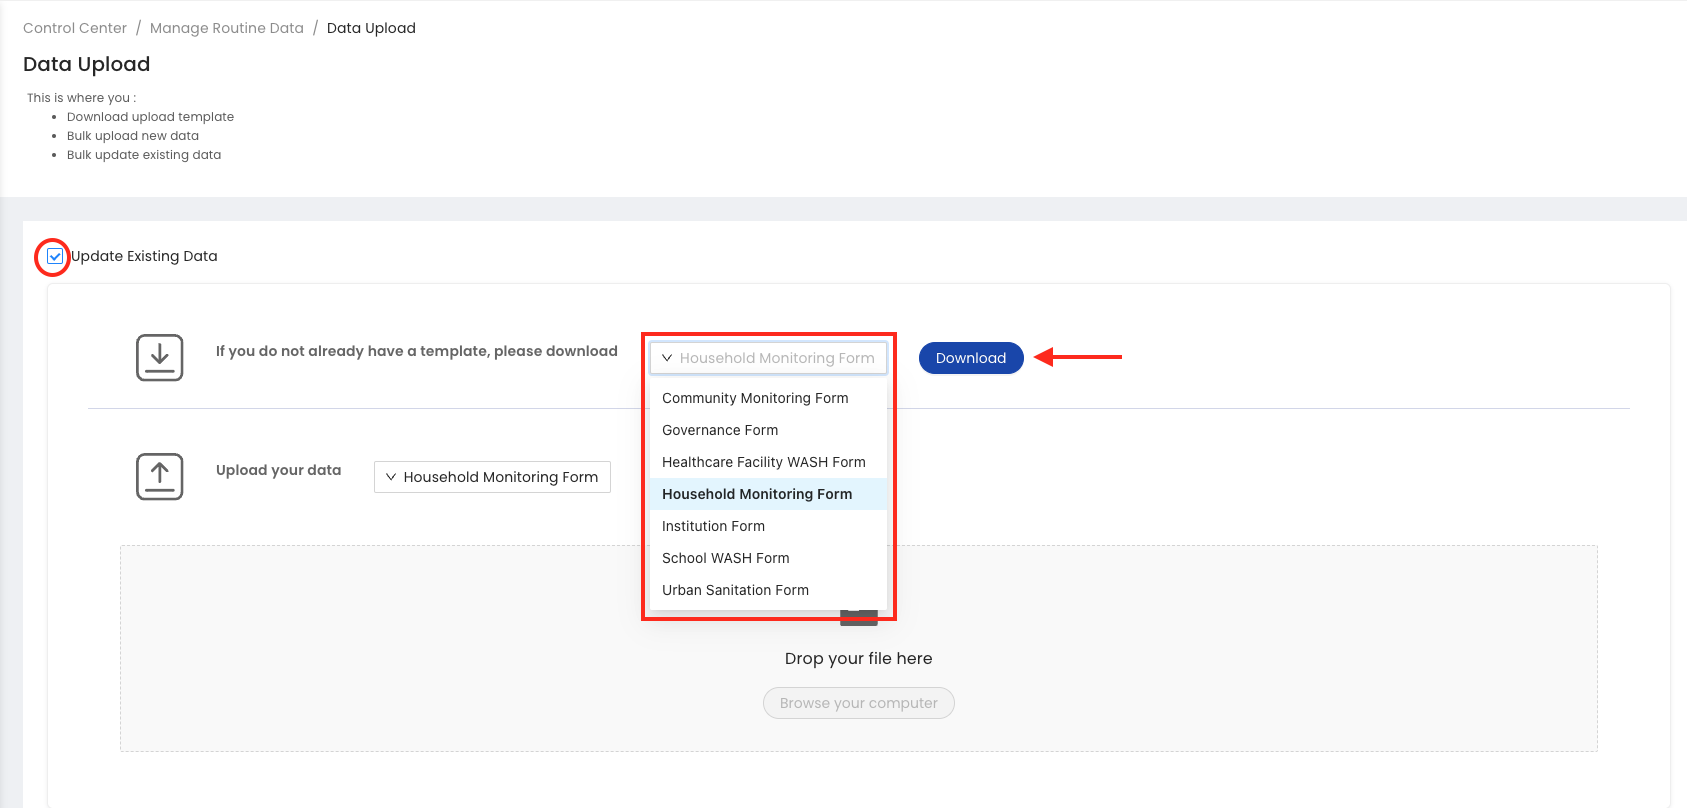 Control Center / Manage Routine Data / Data Upload
Data Upload
This is where you :
• Download upload template
• Bulk upload new data
• Bulk update existing data
Update Existing Data
If you do not already have a template, please download
Household Monitoring Form
Download
Community Monitoring Form
Governance Form
Healthcare Facility WASH Form
Household Monitoring Form
Institution Form
School WASH Form
Urban Sanitation Form
Upload your data
Household Monitoring Form
Drop your file here
Browse your computer